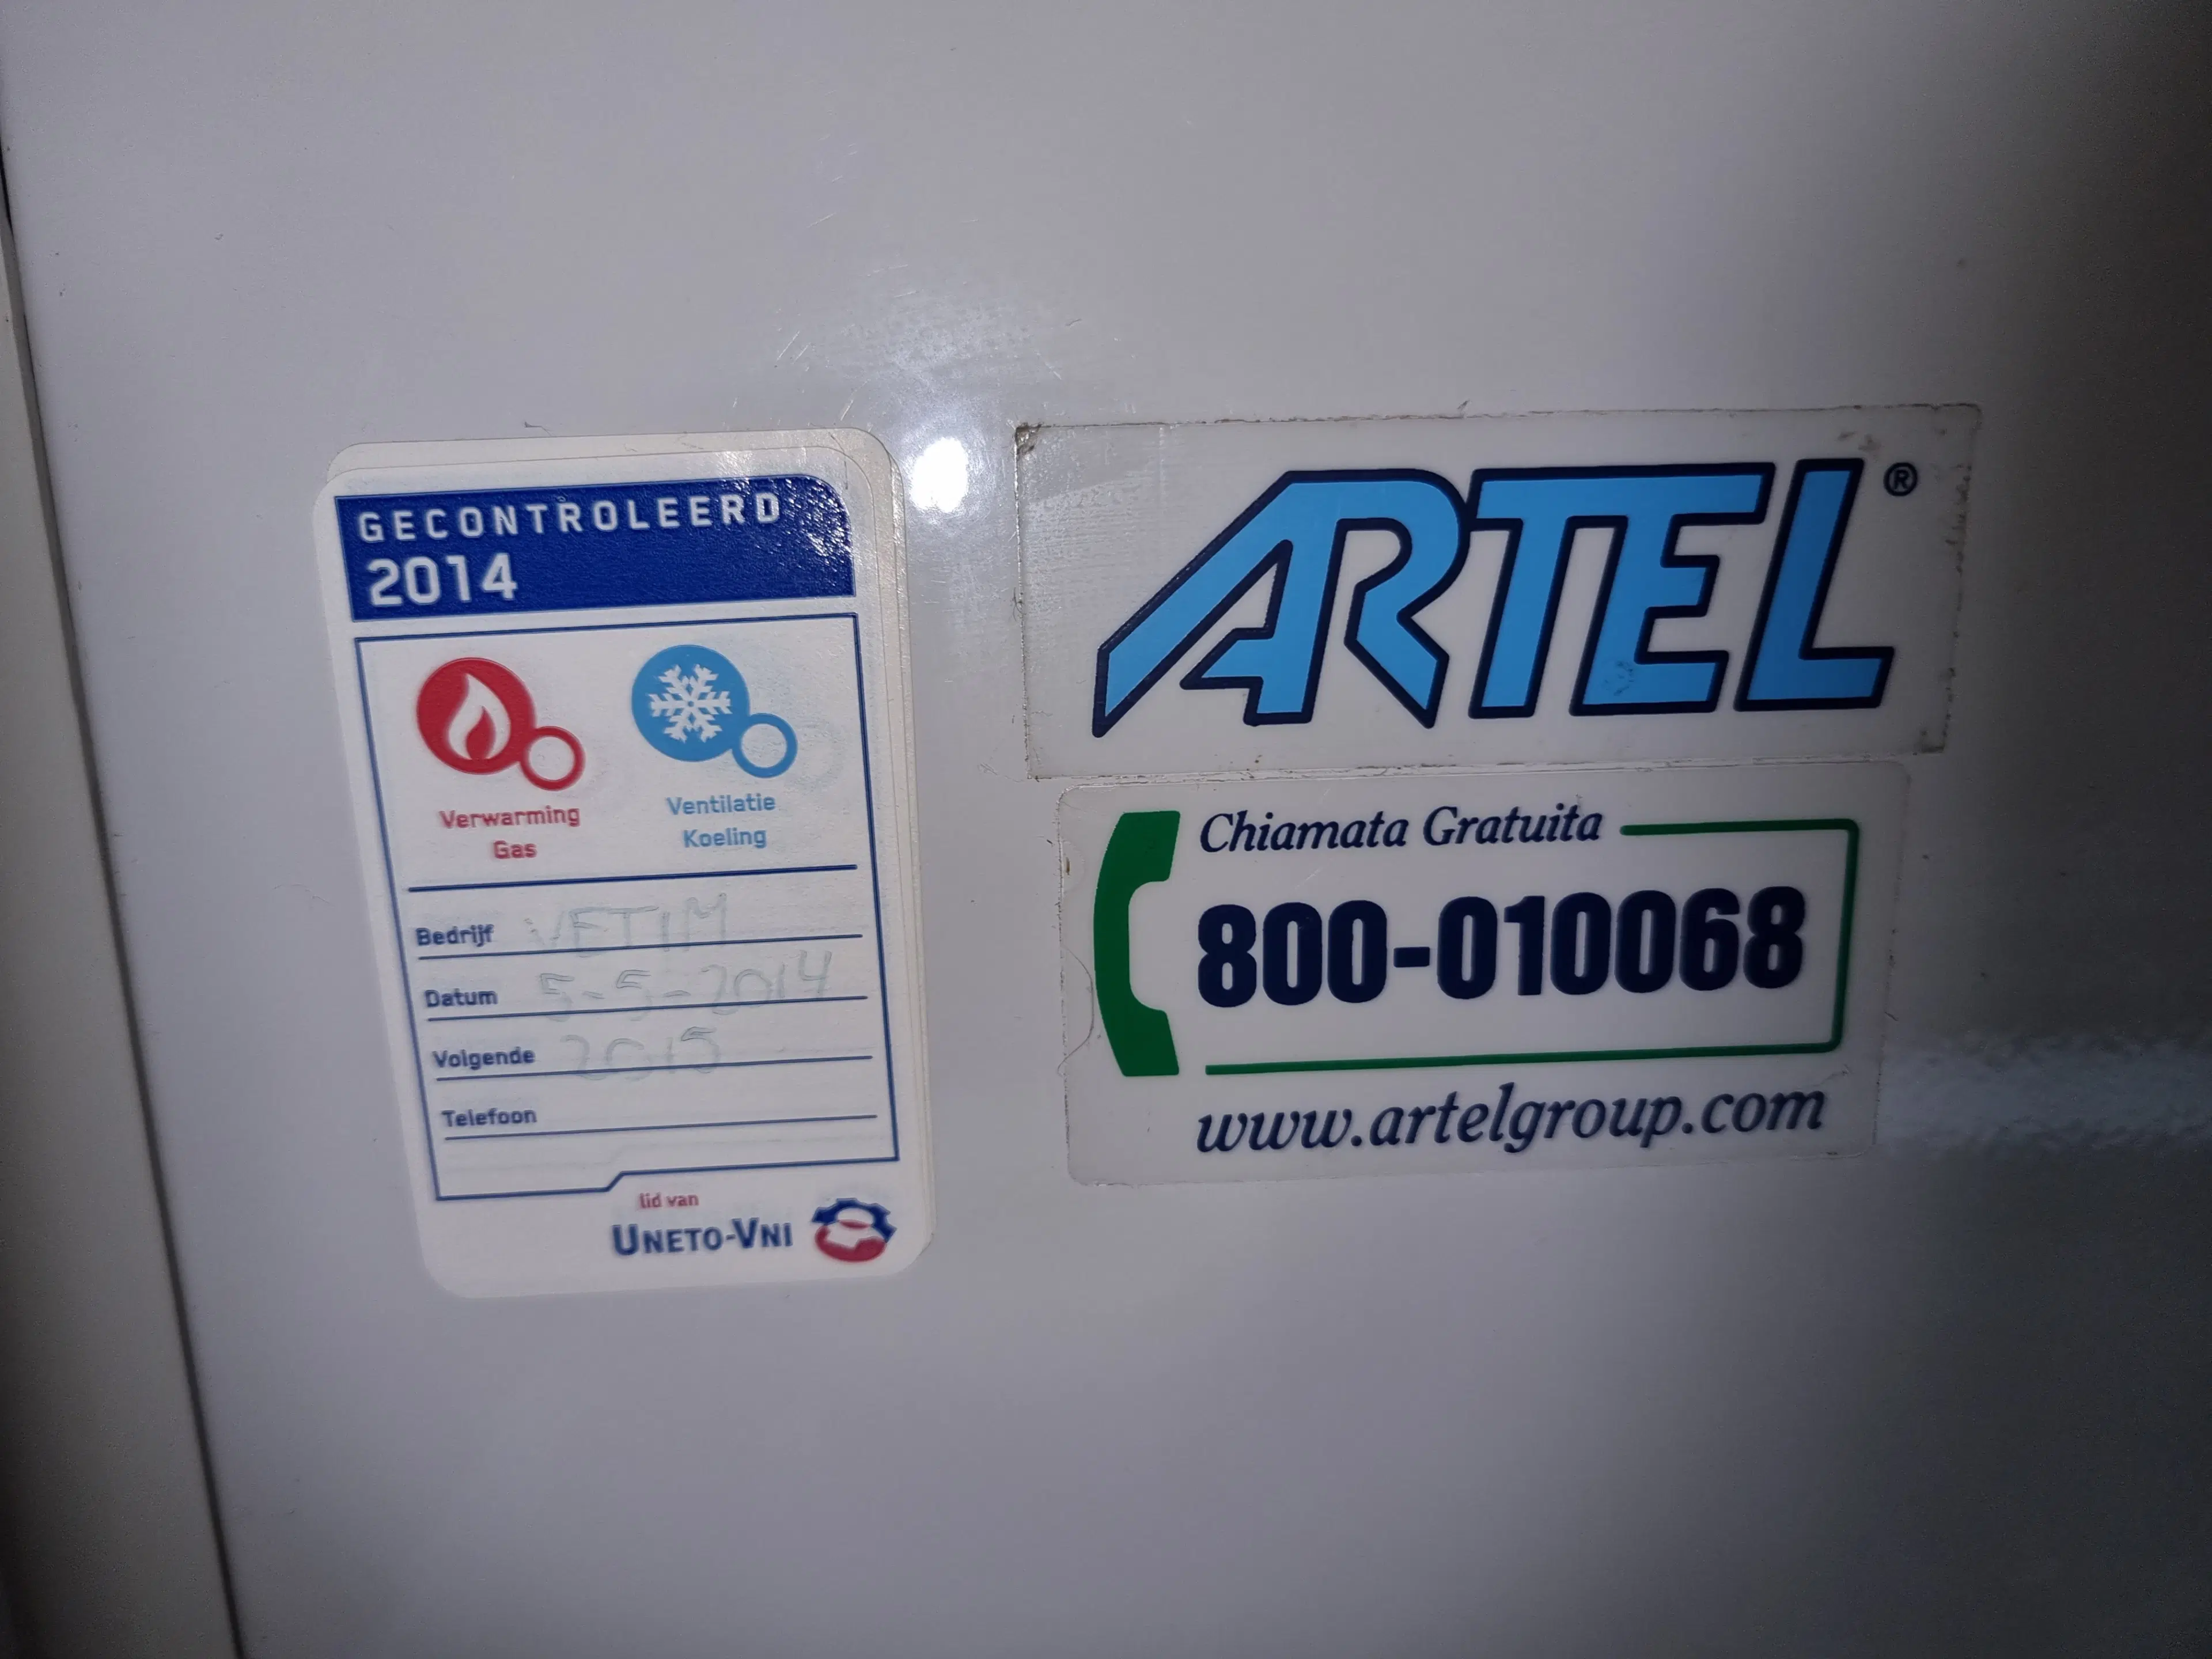 GECONTROLEERD
2014
Verwarming
Gas
Ventilatie
Koeling
Bedrijf VETIM
Datum 5-5-2014
Volgende 2015
Telefoon
lid van
UNETO-VNI
ARTEL®
Chiamata Gratuita
800-010068
www.artelgroup.com